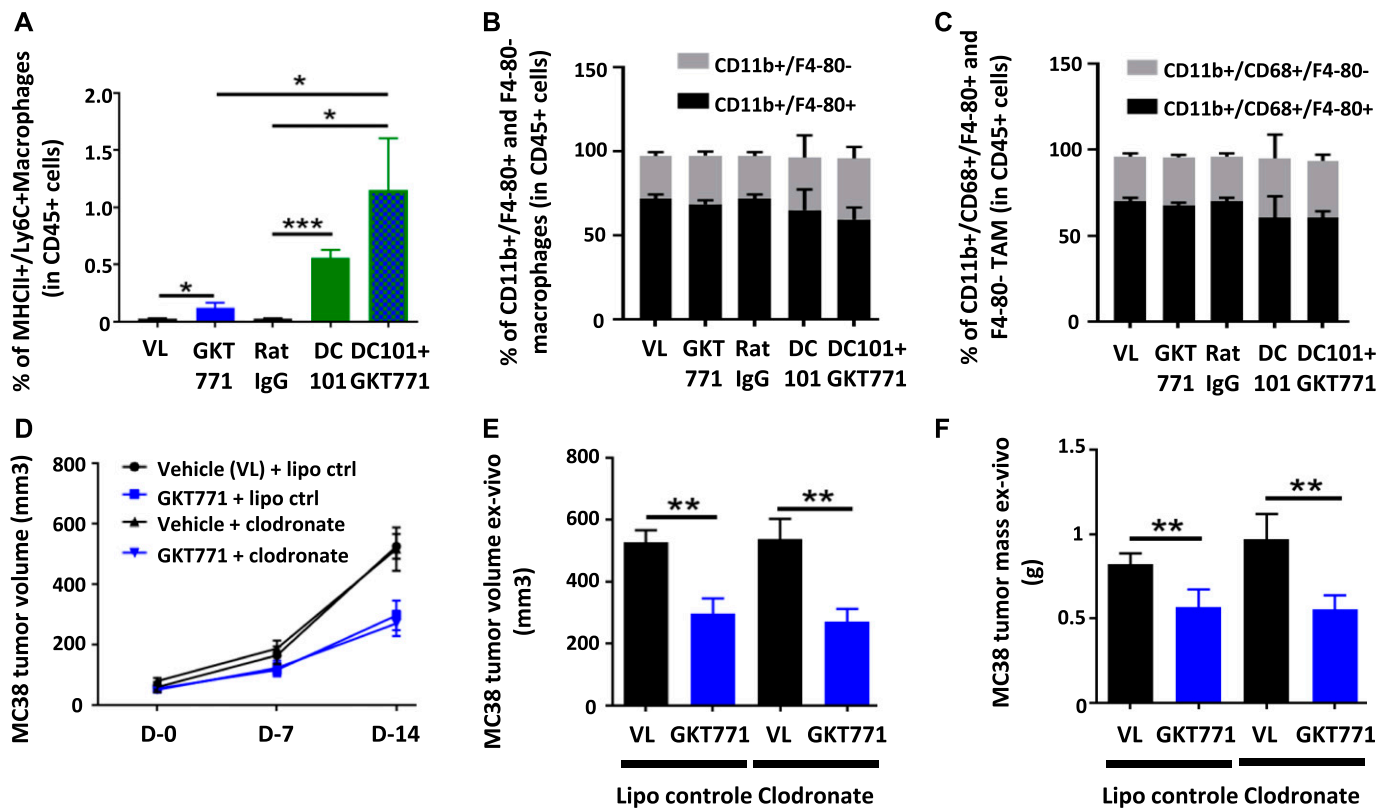 A
% of MHCII+/Ly6C+Macrophages
(in CD45+ cells)
2.0
1.5
1.0
0.5
0
*
***
*
*
VL
GKT
771
Rat
IgG
DC
101
DC101+
GKT771
B
% of CD11b+/F4-80+ and F4-80-
macrophages (in CD45+ cells)
CD11b+/F4-80-
CD11b+/F4-80+
150
100
50
0
VL
GKT
771
Rat
IgG
DC
101
DC101+
GKT771
C
% of CD11b+/CD68+/F4-80+ and
F4-80- TAM (in CD45+ cells)
CD11b+/CD68+/F4-80-
CD11b+/CD68+/F4-80+
150
100
50
0
VL
GKT
771
Rat
IgG
DC
101
DC101+
GKT771
D
MC38 tumor volume (mm3)
800
600
400
200
0
Vehicle (VL) + lipo ctrl
GKT771 + lipo ctrl
Vehicle + clodronate
GKT771 + clodronate
D-0
D-7
D-14
E
MC38 tumor volume ex-vivo
(mm3)
800
600
400
200
0
**
**
VL
GKT771
VL
GKT771
Lipo controle
Clodronate
F
MC38 tumor mass ex-vivo
(g)
1.5
1
0.5
0
**
**
VL
GKT771
VL
GKT771
Lipo controle
Clodronate